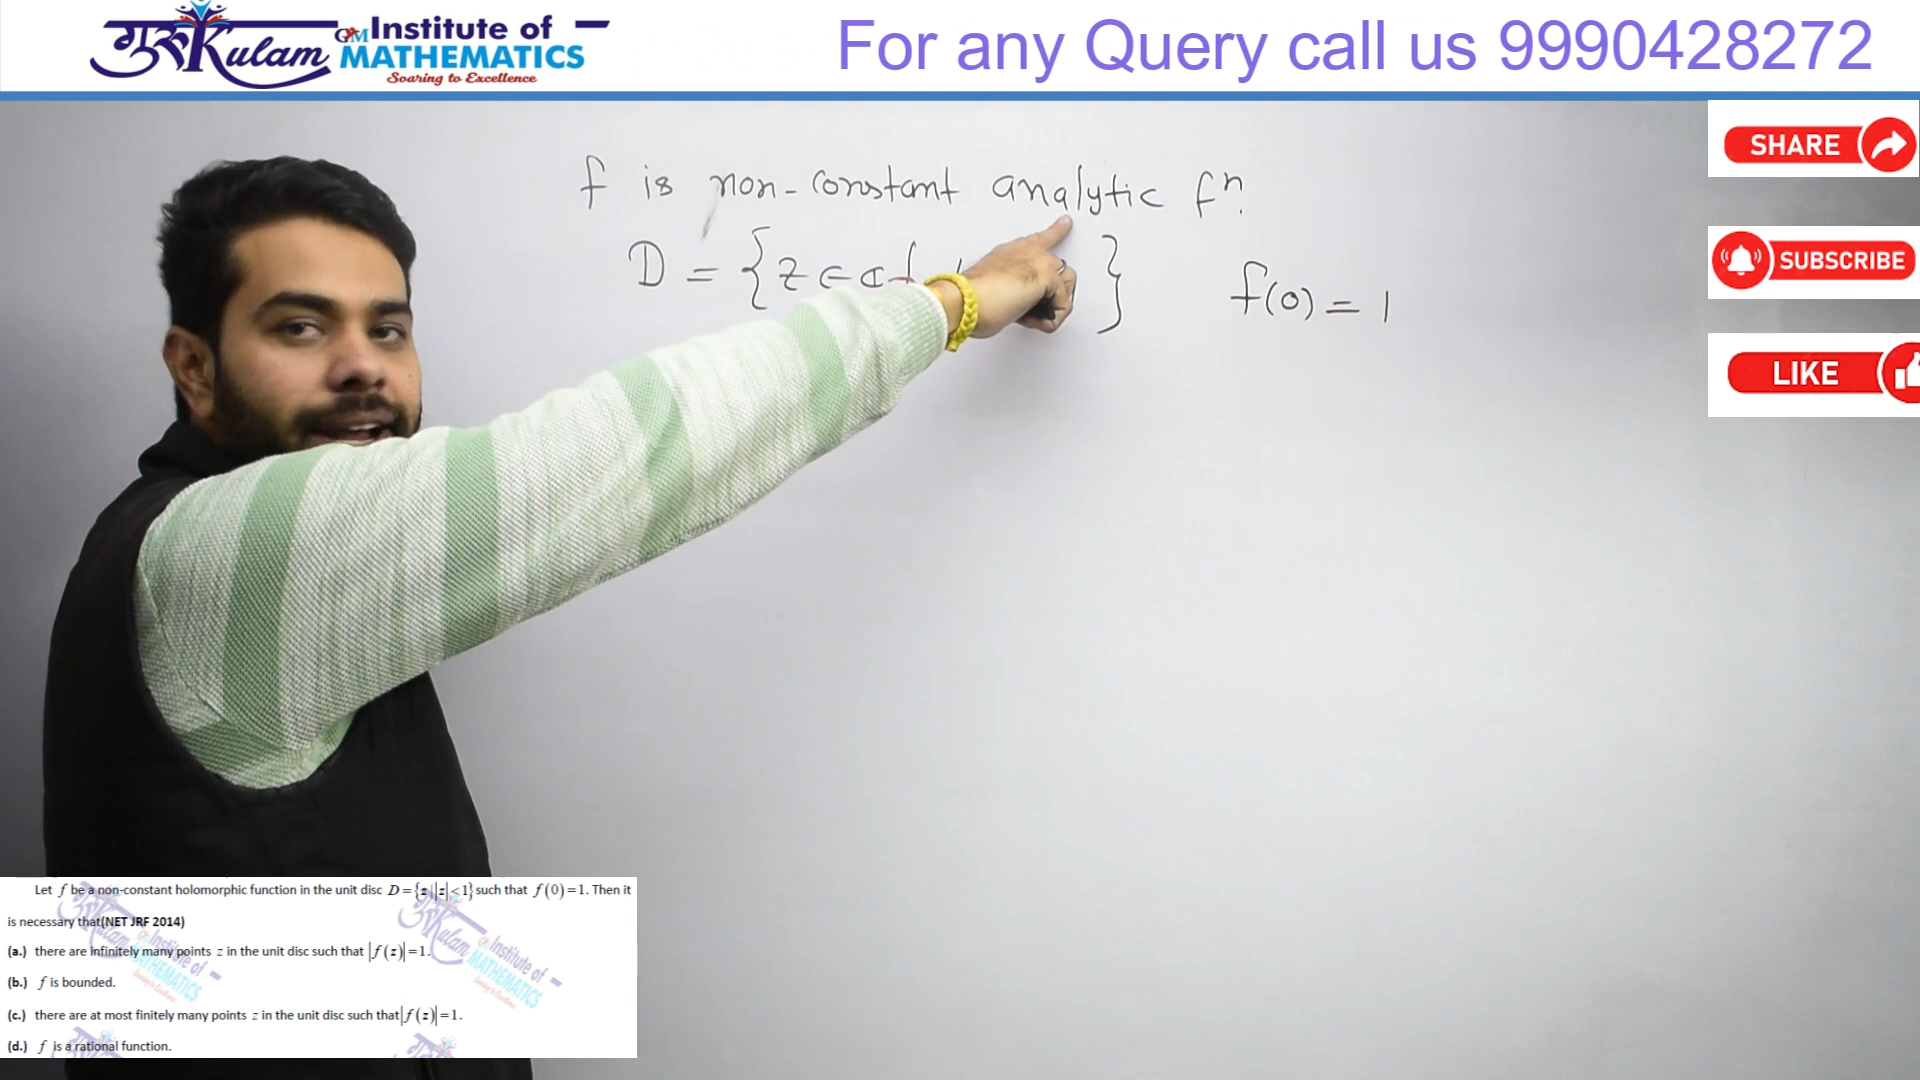 गुरुKulam GM Institute of MATHEMATICS
Soaring to Excellence
For any Query call us 9990428272
SHARE
SUBSCRIBE
LIKE
f is non-constant analytic fⁿ.
D = { z ∈ ℂ }
f(0) = 1
Let f be a non-constant holomorphic function in the unit disc D = {z||z|<1} such that f(0)=1. Then it
is necessary that(NET JRF 2014)
(a.) there are infinitely many points z in the unit disc such that |f(z)|=1.
(b.) f is bounded.
(c.) there are at most finitely many points z in the unit disc such that|f(z)|=1.
(d.) f is a rational function.